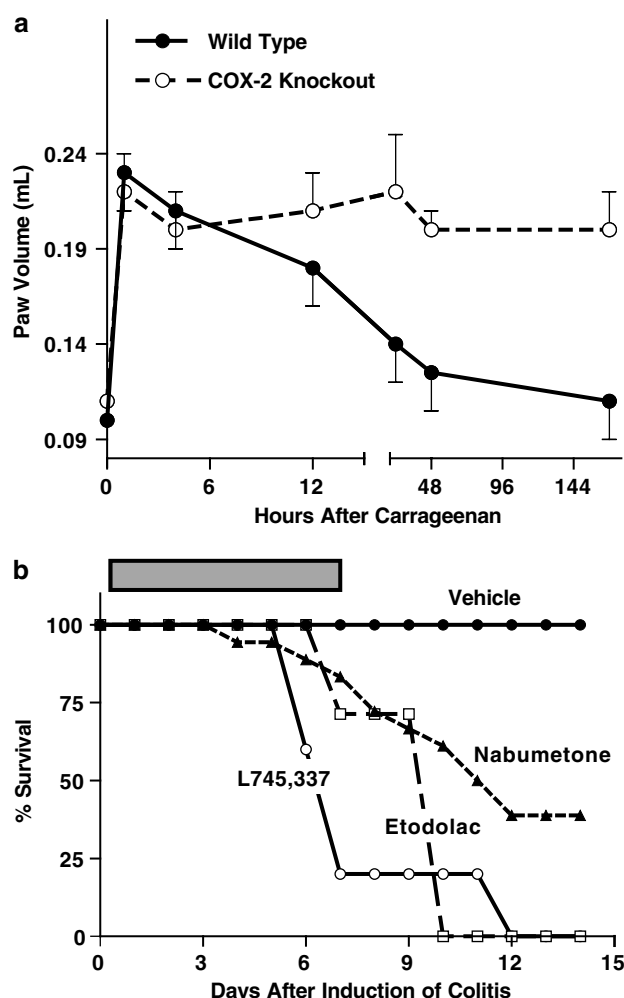 a
Wild Type
COX-2 Knockout
0.24
0.19
0.14
0.09
Paw Volume (mL)
0 6 12 48 96 144
Hours After Carrageenan
b
Vehicle
100
75
50
25
0
% Survival
Nabumetone
L745,337
Etodolac
0 3 6 9 12 15
Days After Induction of Colitis